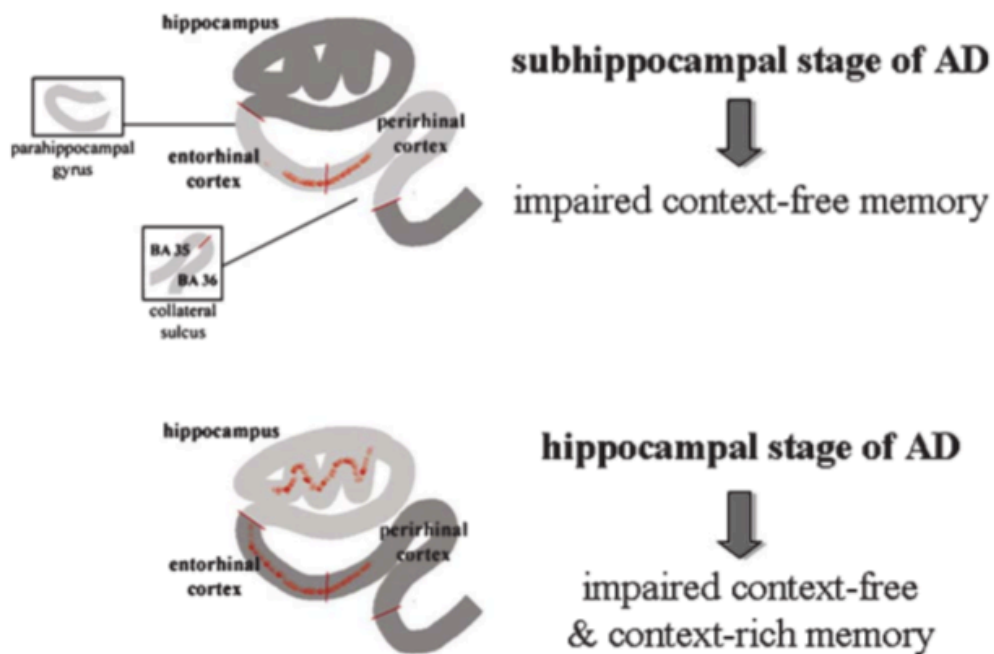 hippocampus
subhippocampal stage of AD
parahippocampal
gyrus
perirhinal
cortex
entorhinal
cortex
impaired context-free memory
BA 35
BA 36
collateral
sulcus
hippocampus
hippocampal stage of AD
perirhinal
cortex
entorhinal
cortex
impaired context-free
& context-rich memory